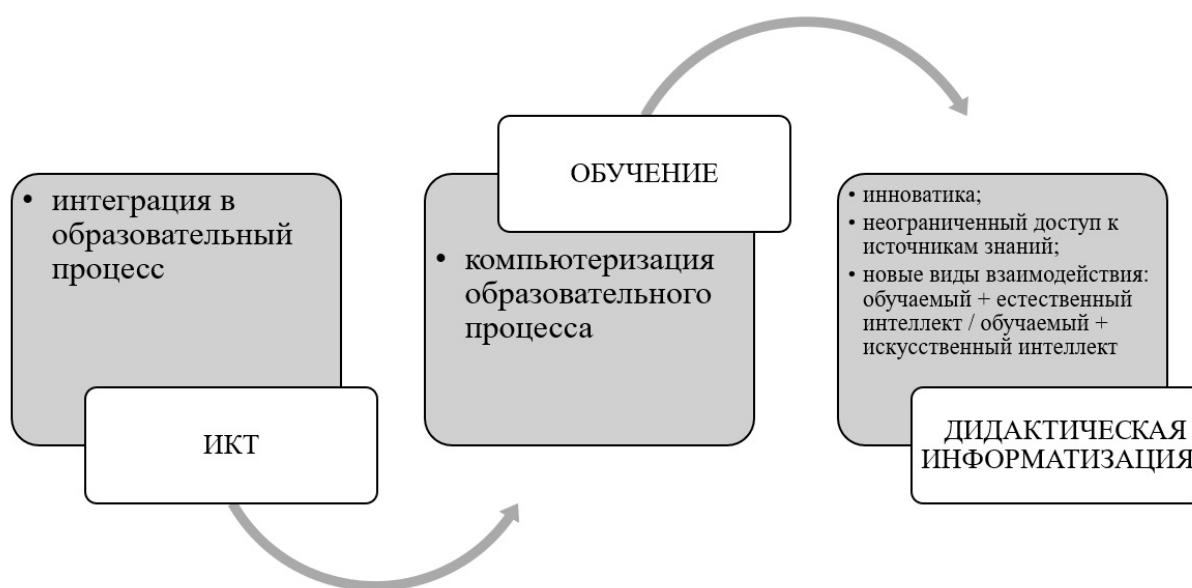 • интеграция в
образовательный
процесс
ИКТ
ОБУЧЕНИЕ
• компьютеризация
образовательного
процесса
• инноватика;
• неограниченный доступ к
источникам знаний;
• новые виды взаимодействия:
обучаемый + естественный
интеллект / обучаемый +
искусственный интеллект
ДИДАКТИЧЕСКАЯ
ИНФОРМАТИЗАЦИЯ